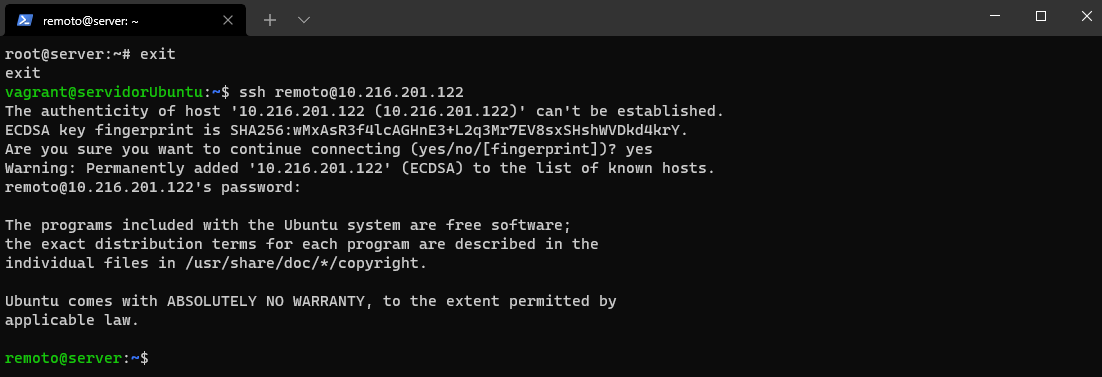 remoto@server: ~
root@server:~# exit
exit
vagrant@servidorUbuntu:~$ ssh remoto@10.216.201.122
The authenticity of host '10.216.201.122 (10.216.201.122)' can't be established.
ECDSA key fingerprint is SHA256:wMxAsR3f4lcAGHnE3+L2q3Mr7EV8sxSHshWVDkd4krY.
Are you sure you want to continue connecting (yes/no/[fingerprint])? yes
Warning: Permanently added '10.216.201.122' (ECDSA) to the list of known hosts.
remoto@10.216.201.122's password:
The programs included with the Ubuntu system are free software;
the exact distribution terms for each program are described in the
individual files in /usr/share/doc/*/copyright.
Ubuntu comes with ABSOLUTELY NO WARRANTY, to the extent permitted by
applicable law.
remoto@server:~$